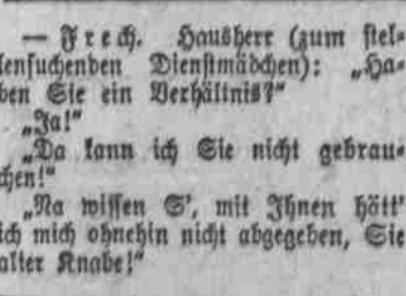 — Frech. Hausherr (zum stel-
lensuchenden Dienstmädchen): „Ha-
ben Sie ein Verhältnis?"
„Ja!"
„Da kann ich Sie nicht gebrau-
chen!"
„Na wissen S', mit Ihnen hätt'
ich mich ohnehin nicht abgegeben, Sie
alter Knabe!"